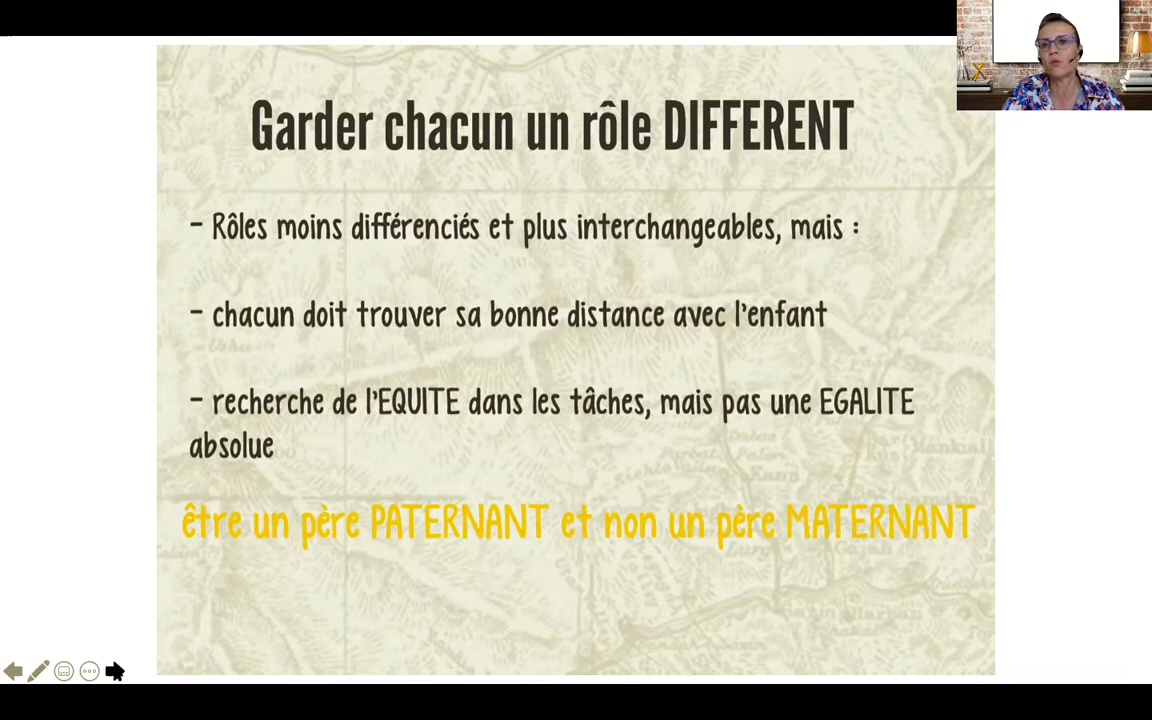 Garder chacun un rôle DIFFERENT
- Rôles moins différenciés et plus interchangeables, mais :
- chacun doit trouver sa bonne distance avec l'enfant
- recherche de l'EQUITE dans les tâches, mais pas une EGALITE
absolue
être un père PATERNANT et non un père MATERNANT